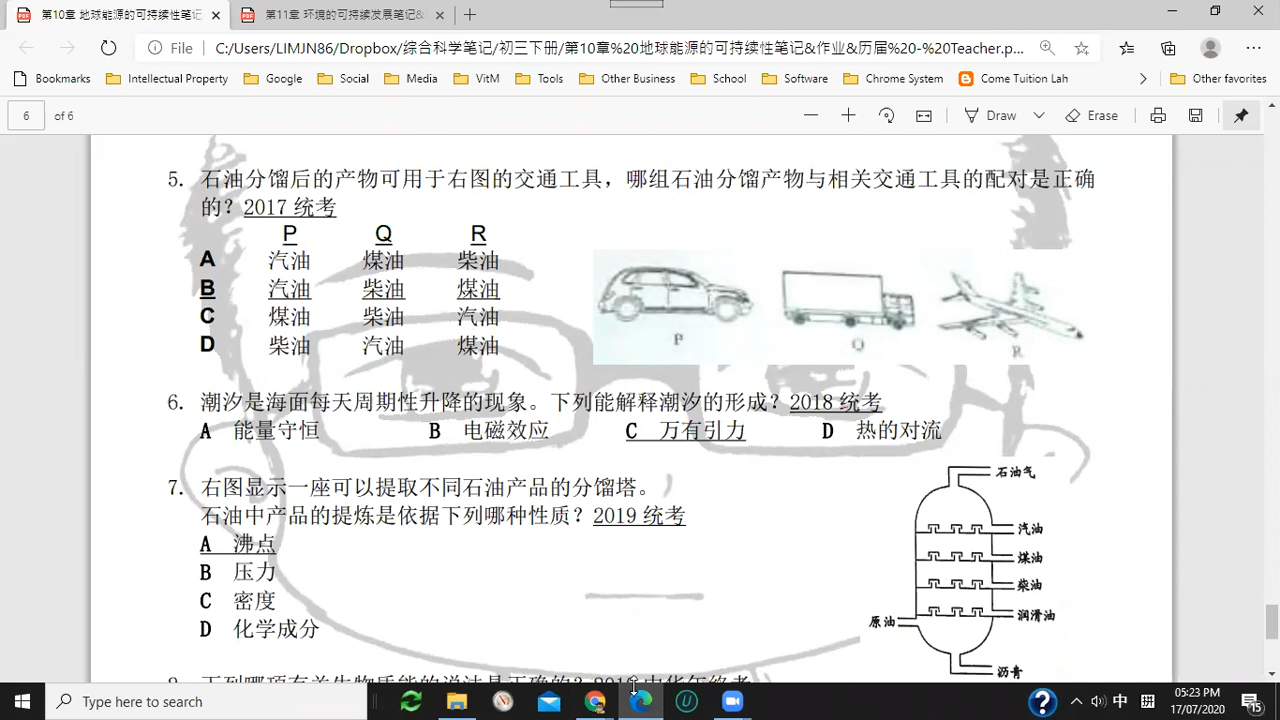 第10章 地球能源的可持续性笔记
第11章 环境的可持续发展笔记&
File
C:/Users/LIMJN86/Dropbox/综合科学笔记/初三下册/第10章%20地球能源的可持续性笔记&作业&历届%20-%20Teacher.p...
Bookmarks Intellectual Property Google Social Media VitM Tools Other Business School Software Chrome System Come Tuition Lah Other favorites
6 of 6 Draw Erase
5. 石油分馏后的产物可用于右图的交通工具，哪组石油分馏产物与相关交通工具的配对是正确
的？2017 统考
P Q R
A 汽油 煤油 柴油
B 汽油 柴油 煤油
C 煤油 柴油 汽油
D 柴油 汽油 煤油
P Q R
6. 潮汐是海面每天周期性升降的现象。下列能解释潮汐的形成？2018 统考
A 能量守恒 B 电磁效应 C 万有引力 D 热的对流
7. 右图显示一座可以提取不同石油产品的分馏塔。
石油中产品的提炼是依据下列哪种性质？2019 统考
A 沸点
B 压力
C 密度
D 化学成分
石油气
汽油
煤油
柴油
润滑油
原油
沥青
Type here to search
中
拼
05:23 PM
17/07/2020
15